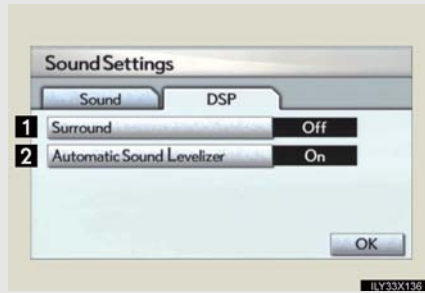 Sound Settings
Sound DSP
1 Surround Off
2 Automatic Sound Levelizer On
OK
ILY33X136